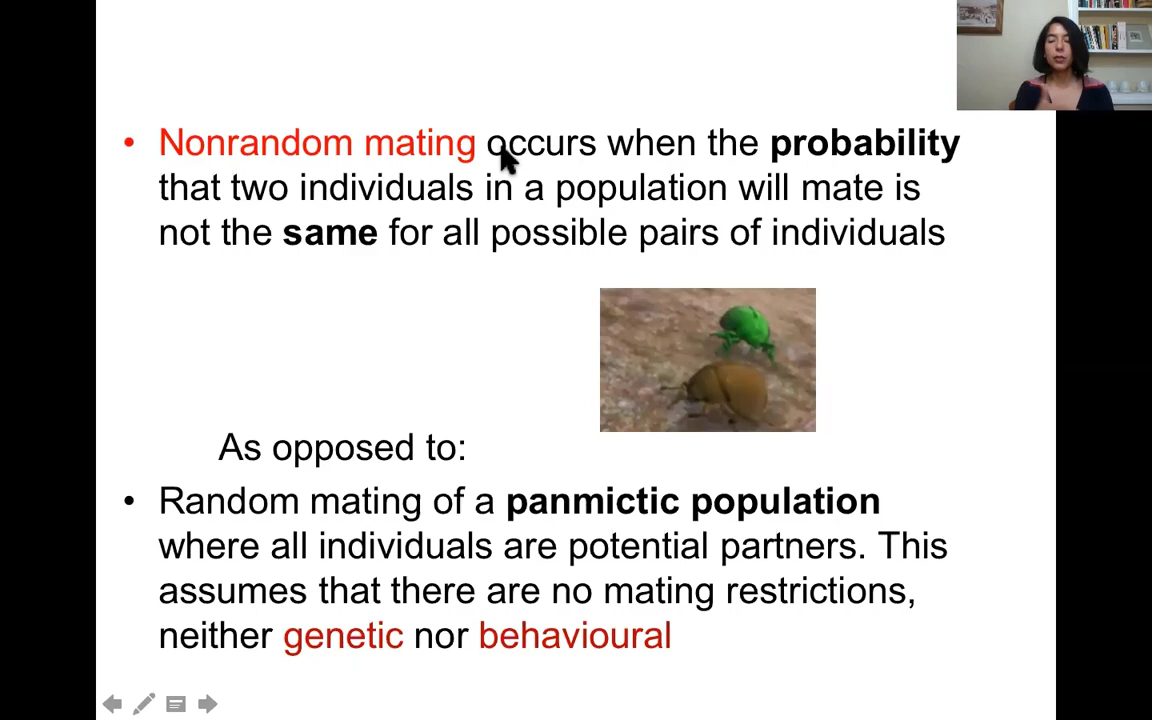 • Nonrandom mating occurs when the probability
that two individuals in a population will mate is
not the same for all possible pairs of individuals
As opposed to:
• Random mating of a panmictic population
where all individuals are potential partners. This
assumes that there are no mating restrictions,
neither genetic nor behavioural